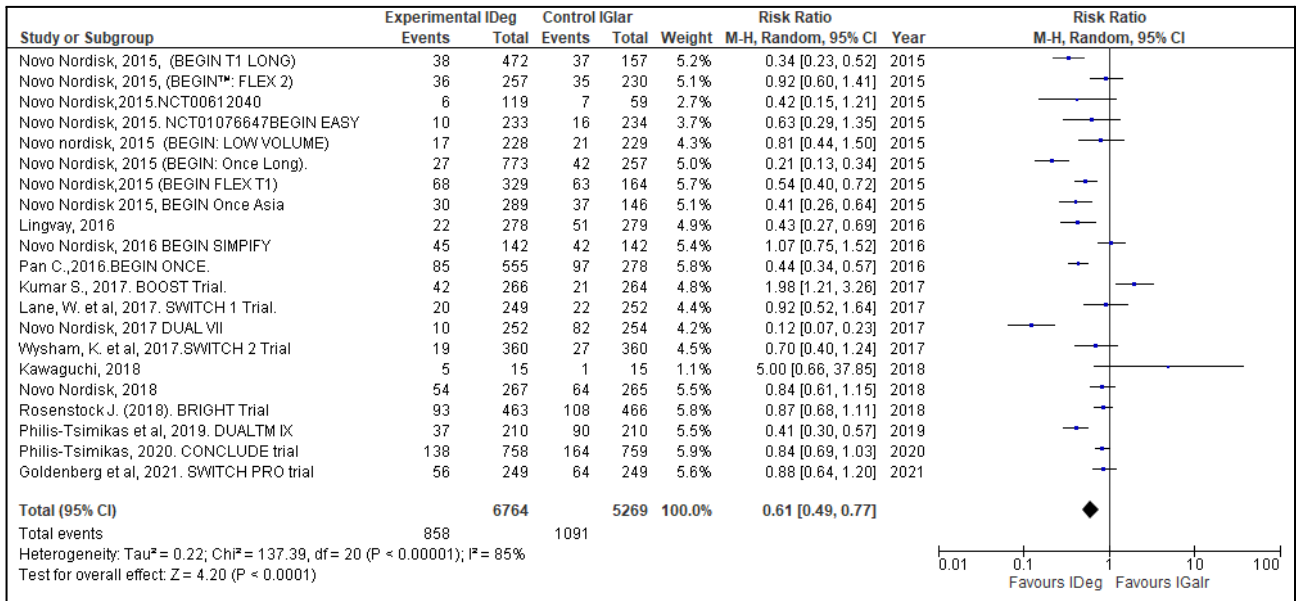 Experimental IDeg Control IGlar Risk Ratio Risk Ratio
Study or Subgroup Events Total Events Total Weight M-H, Random, 95% CI Year M-H, Random, 95% CI
Novo Nordisk, 2015, (BEGIN T1 LONG) 38 472 37 157 5.2% 0.34 [0.23, 0.52] 2015
Novo Nordisk, 2015, (BEGIN™: FLEX 2) 36 257 35 230 5.1% 0.92 [0.60, 1.41] 2015
Novo Nordisk,2015.NCT00612040 6 119 7 59 2.7% 0.42 [0.15, 1.21] 2015
Novo Nordisk, 2015. NCT01076647BEGIN EASY 10 233 16 234 3.7% 0.63 [0.29, 1.35] 2015
Novo nordisk, 2015 (BEGIN: LOW VOLUME) 17 228 21 229 4.3% 0.81 [0.44, 1.50] 2015
Novo Nordisk, 2015 (BEGIN: Once Long). 27 773 42 257 5.0% 0.21 [0.13, 0.34] 2015
Novo Nordisk,2015 (BEGIN FLEX T1) 68 329 63 164 5.7% 0.54 [0.40, 0.72] 2015
Novo Nordisk 2015, BEGIN Once Asia 30 289 37 146 5.1% 0.41 [0.26, 0.64] 2015
Lingvay, 2016 22 278 51 279 4.9% 0.43 [0.27, 0.69] 2016
Novo Nordisk, 2016 BEGIN SIMPIFY 45 142 42 142 5.4% 1.07 [0.75, 1.52] 2016
Pan C.,2016.BEGIN ONCE. 85 555 97 278 5.8% 0.44 [0.34, 0.57] 2016
Kumar S., 2017. BOOST Trial. 42 266 21 264 4.8% 1.98 [1.21, 3.26] 2017
Lane, W. et al, 2017. SWITCH 1 Trial. 20 249 22 252 4.5% 0.92 [0.52, 1.64] 2017
Novo Nordisk, 2017 DUAL VII 10 252 82 254 4.2% 0.12 [0.07, 0.23] 2017
Wysham, K. et al, 2017.SWITCH 2 Trial 19 360 27 360 4.5% 0.70 [0.40, 1.24] 2017
Kawaguchi, 2018 5 15 1 15 1.1% 5.00 [0.66, 37.85] 2018
Novo Nordisk, 2018 54 267 64 265 5.5% 0.84 [0.61, 1.15] 2018
Rosenstock J. (2018). BRIGHT Trial 93 463 108 466 5.8% 0.87 [0.68, 1.11] 2018
Philis-Tsimikas et al, 2019. DUALTM IX 37 210 90 210 5.5% 0.41 [0.30, 0.57] 2019
Philis-Tsimikas, 2020. CONCLUDE trial 138 758 164 759 5.9% 0.84 [0.69, 1.03] 2020
Goldenberg et al, 2021. SWITCH PRO trial 56 249 64 249 5.6% 0.88 [0.64, 1.20] 2021
Total (95% CI) 6764 5269 100.0% 0.61 [0.49, 0.77]
Total events 858 1091
Heterogeneity: Tau² = 0.22; Chi² = 137.39, df = 20 (P < 0.00001); I² = 85%
Test for overall effect: Z = 4.20 (P < 0.0001)
0.01 0.1 1 10 100
Favours IDeg Favours IGalr